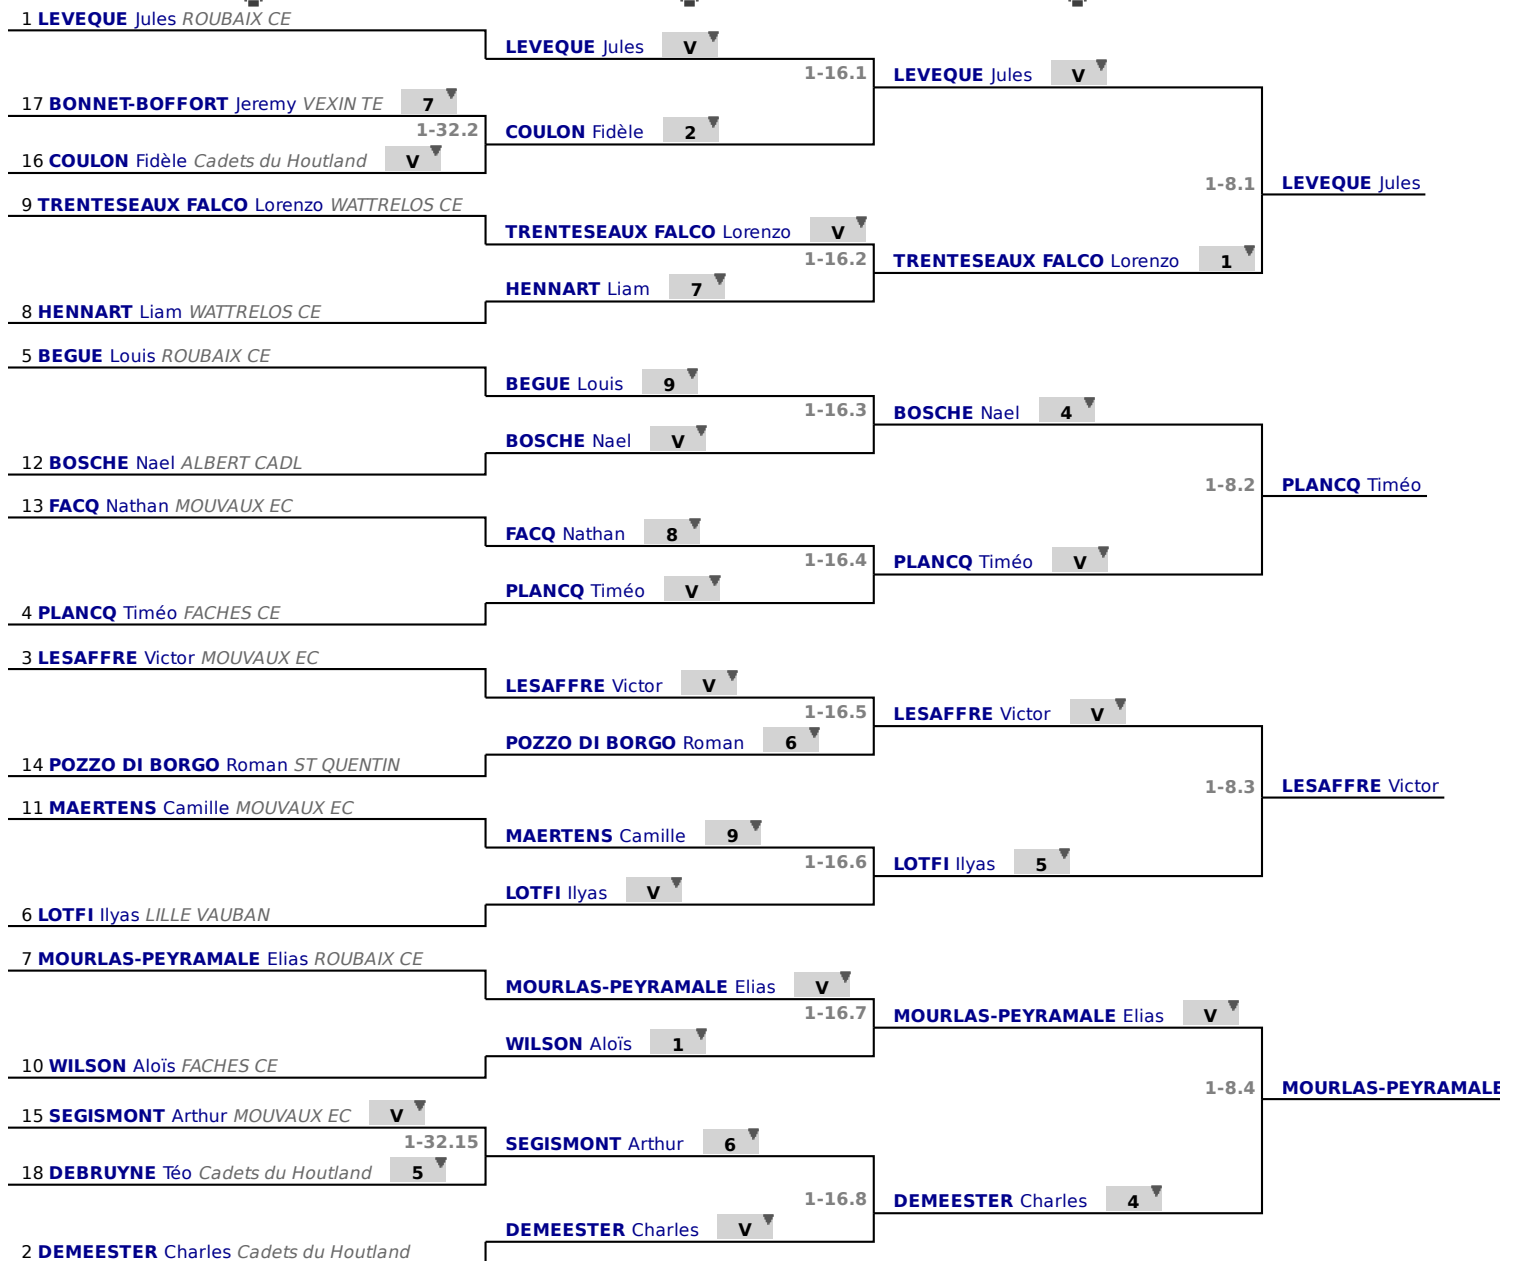 1 LEVEQUE Jules ROUBAIX CE
LEVEQUE Jules V
1-16.1
LEVEQUE Jules V
17 BONNET-BOFFORT Jeremy VEXIN TE 7
1-32.2
COULON Fidèle 2
16 COULON Fidèle Cadets du Houtland V
1-8.1
LEVEQUE Jules
9 TRENTESEAUX FALCO Lorenzo WATTRELOS CE
TRENTESEAUX FALCO Lorenzo V
1-16.2
TRENTESEAUX FALCO Lorenzo 1
HENNART Liam 7
8 HENNART Liam WATTRELOS CE
5 BEGUE Louis ROUBAIX CE
BEGUE Louis 9
1-16.3
BOSCHE Nael 4
BOSCHE Nael V
12 BOSCHE Nael ALBERT CADL
1-8.2
PLANCQ Timéo
13 FACQ Nathan MOUVAUX EC
FACQ Nathan 8
1-16.4
PLANCQ Timéo V
PLANCQ Timéo V
4 PLANCQ Timéo FACHES CE
3 LESAFFRE Victor MOUVAUX EC
LESAFFRE Victor V
1-16.5
LESAFFRE Victor V
POZZO DI BORGO Roman 6
14 POZZO DI BORGO Roman ST QUENTIN
1-8.3
LESAFFRE Victor
11 MAERTENS Camille MOUVAUX EC
MAERTENS Camille 9
1-16.6
LOTFI Ilyas 5
LOTFI Ilyas V
6 LOTFI Ilyas LILLE VAUBAN
7 MOURLAS-PEYRAMALE Elias ROUBAIX CE
MOURLAS-PEYRAMALE Elias V
1-16.7
MOURLAS-PEYRAMALE Elias V
WILSON Aloïs 1
10 WILSON Aloïs FACHES CE
1-8.4
MOURLAS-PEYRAMALE
15 SEGISMONT Arthur MOUVAUX EC V
1-32.15
SEGISMONT Arthur 6
18 DEBRUYNE Téo Cadets du Houtland 5
1-16.8
DEMEESTER Charles 4
DEMEESTER Charles V
2 DEMEESTER Charles Cadets du Houtland